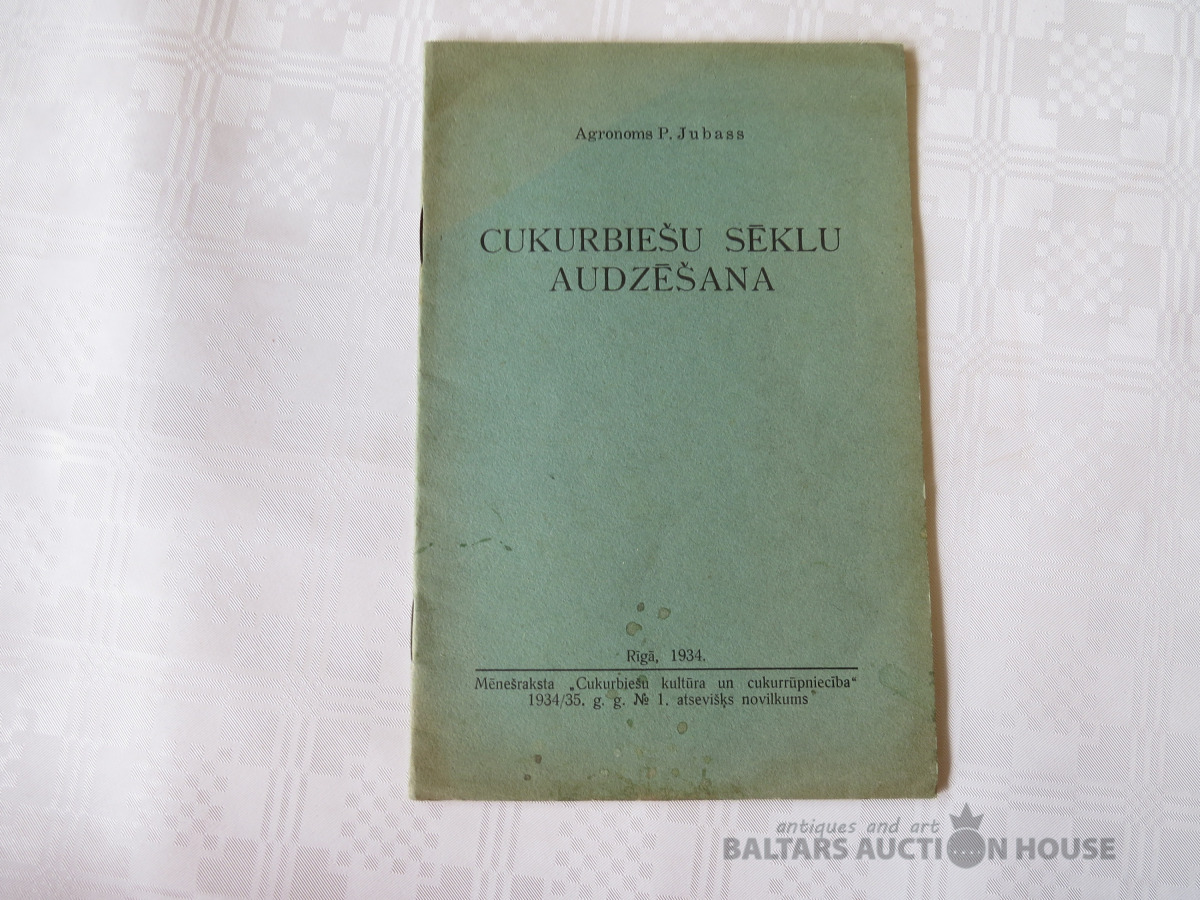 Agronoms P. Jubass
CUKURBIEŠU SĒKLU
AUDZĒŠANA
Rīgā, 1934.
Mēnešraksta „Cukurbiešu kultūra un cukurrūpniecība“
1934/35. g. g. № 1. atsevišķs novilkums
antiques and art
BALTARS AUCTION HOUSE